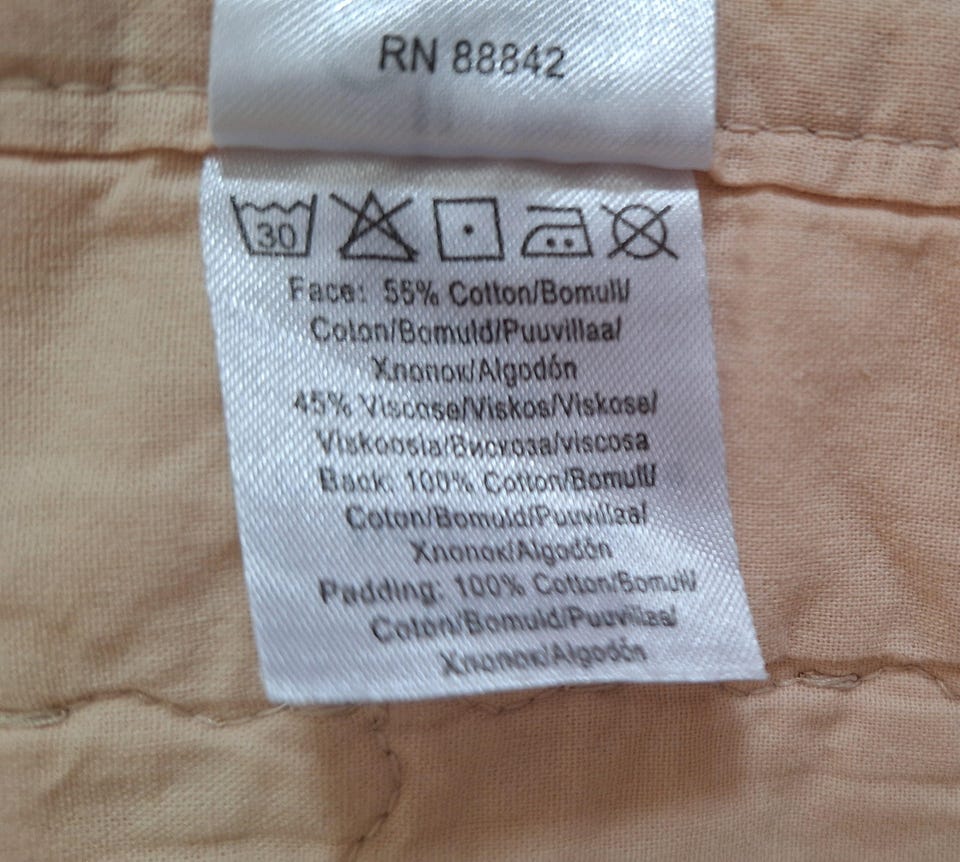 RN 88842
30
Face: 55% Cotton/Bomull/
Coton/Bomuld/Puuvillaa/
Хлопок/Algodón
45% Viscose/Viskos/Viskose/
Viskoosia/Вискоза/viscosa
Back: 100% Cotton/Bomull/
Coton/Bomuld/Puuvillaa/
Хлопок/Algodón
Padding: 100% Cotton/Bomull/
Coton/Bomuld/Puuvillaa/
Хлопок/Algodón